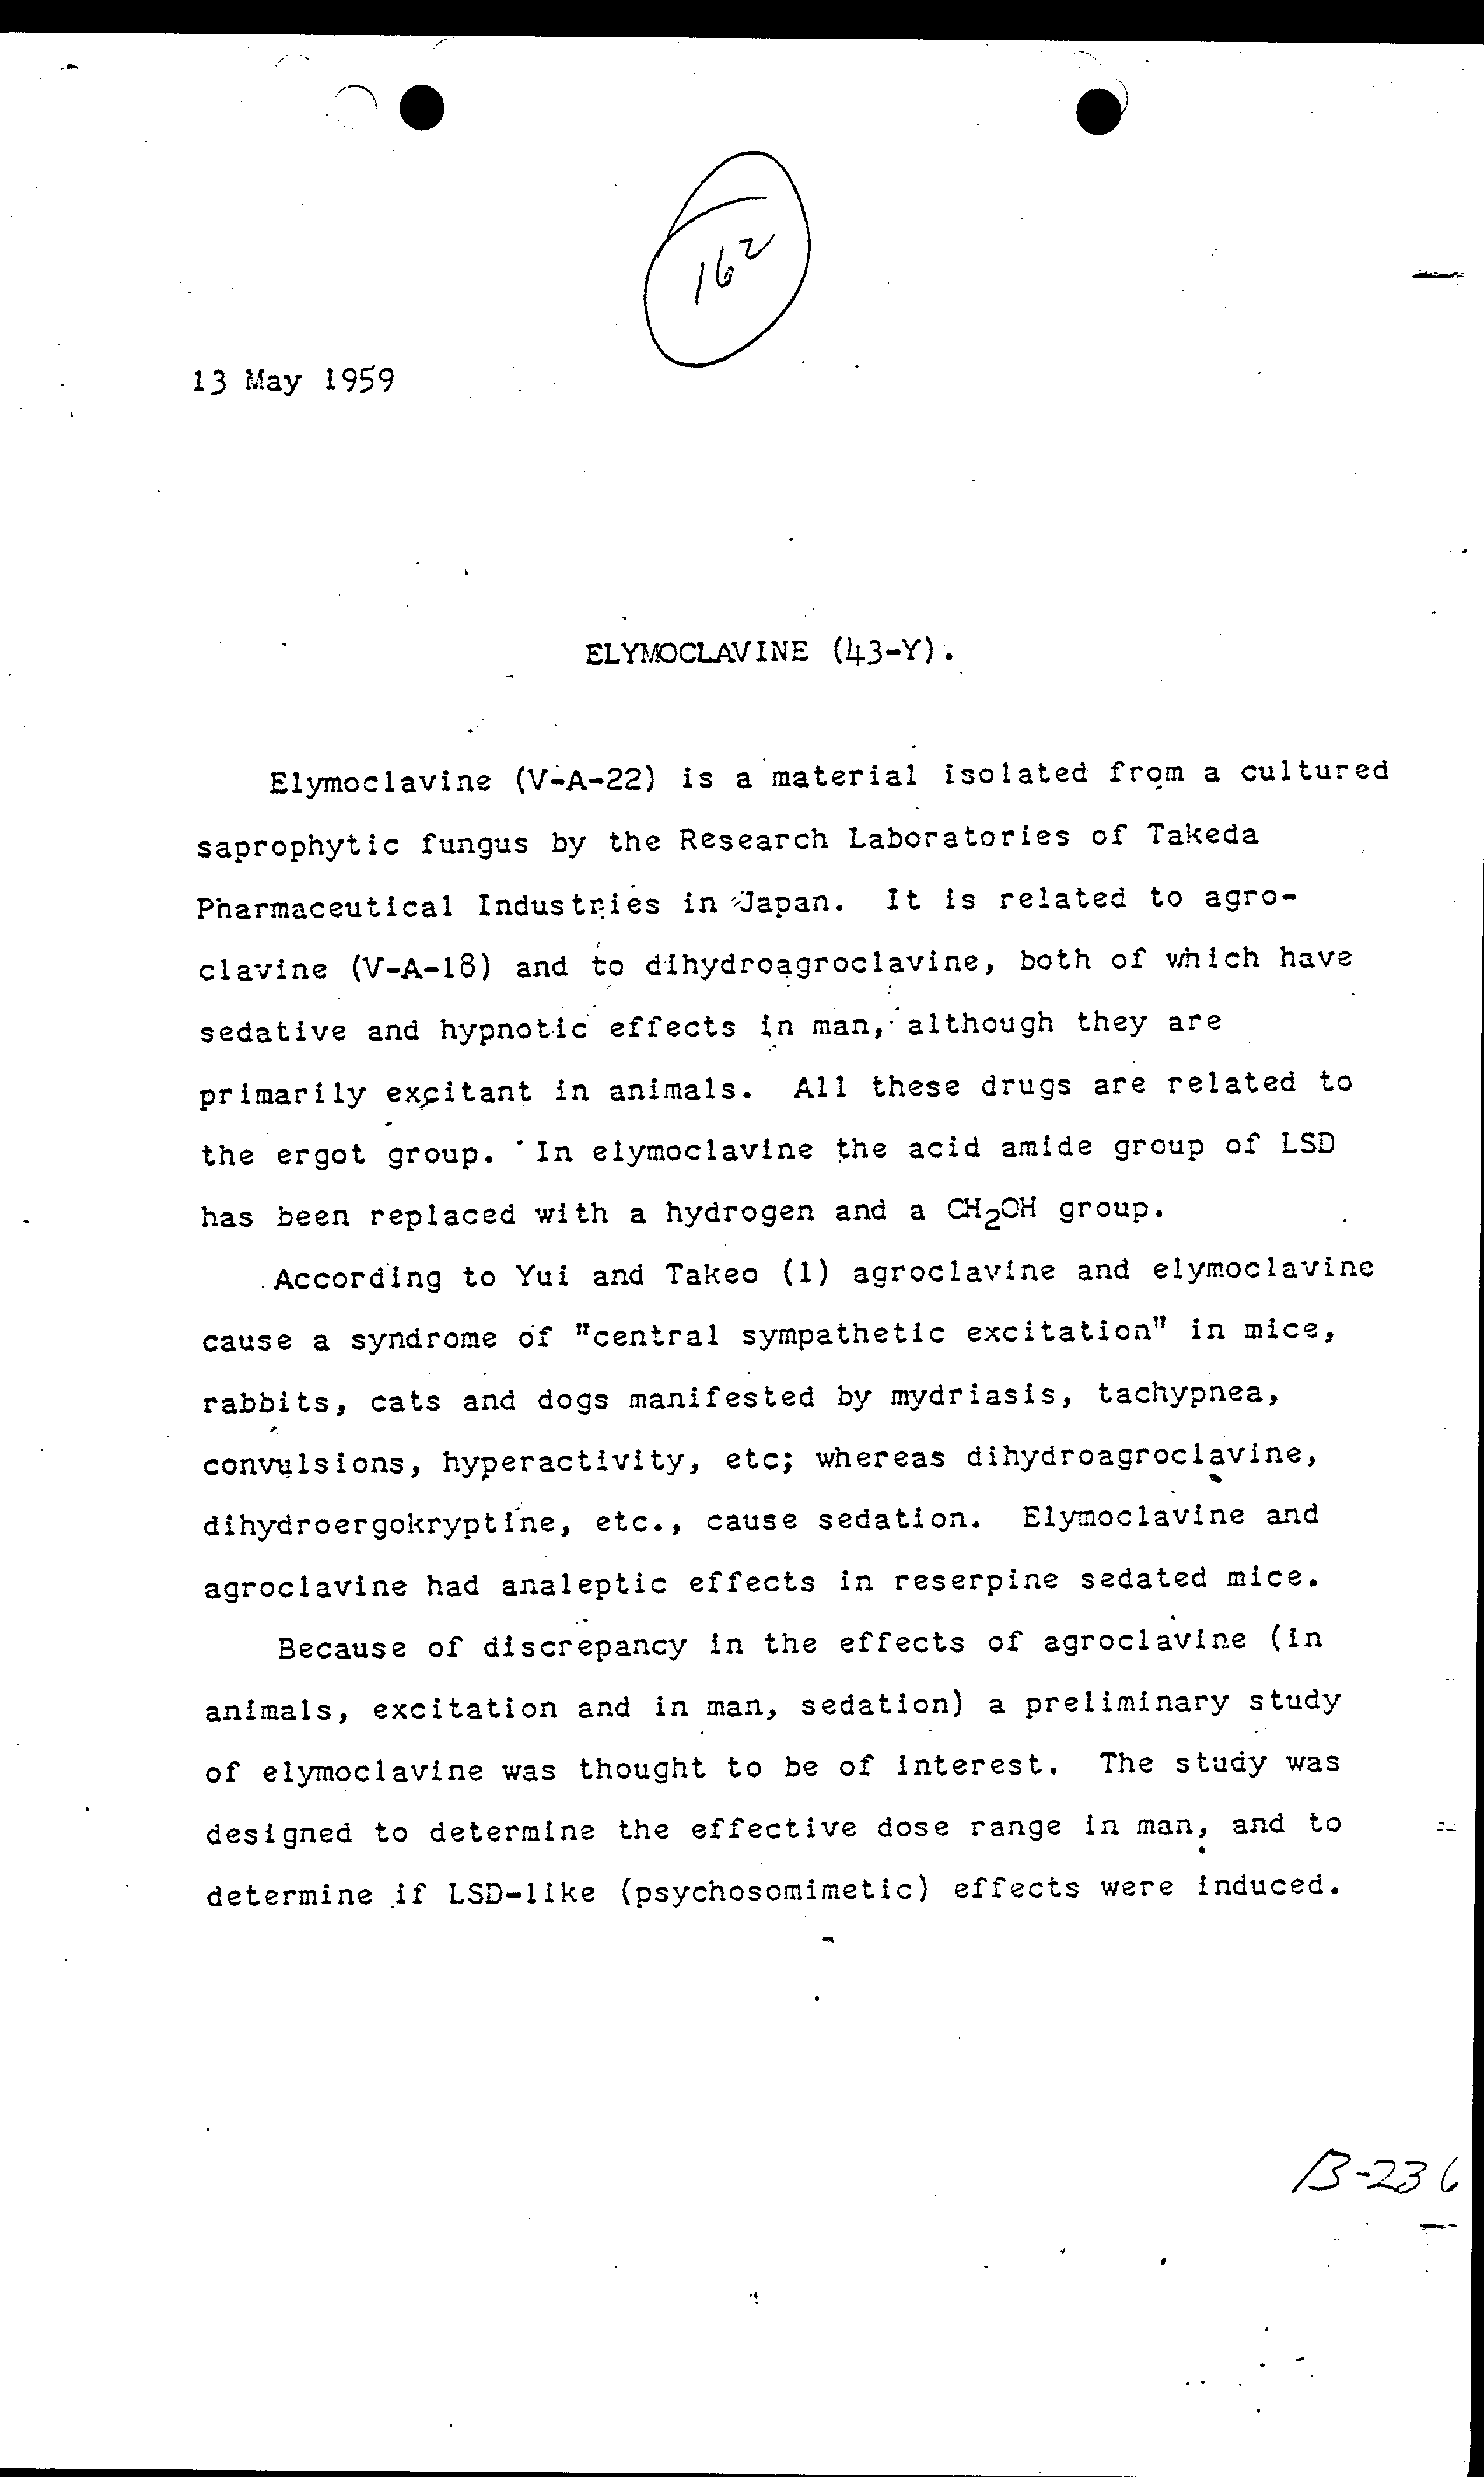 162
13 May 1959
ELYMOCLAVINE (43-Y).
Elymoclavine (V-A-22) is a material isolated from a cultured
saprophytic fungus by the Research Laboratories of Takeda
Pharmaceutical Industries in Japan. It is related to agro-
clavine (V-A-18) and to dihydroagroclavine, both of which have
sedative and hypnotic effects in man, although they are
primarily excitant in animals. All these drugs are related to
the ergot group. In elymoclavine the acid amide group of LSD
has been replaced with a hydrogen and a CH₂OH group.
According to Yui and Takeo (1) agroclavine and elymoclavine
cause a syndrome of "central sympathetic excitation" in mice,
rabbits, cats and dogs manifested by mydriasis, tachypnea,
convulsions, hyperactivity, etc; whereas dihydroagroclavine,
dihydroergokryptine, etc., cause sedation. Elymoclavine and
agroclavine had analeptic effects in reserpine sedated mice.
Because of discrepancy in the effects of agroclavine (in
animals, excitation and in man, sedation) a preliminary study
of elymoclavine was thought to be of interest. The study was
designed to determine the effective dose range in man, and to
determine if LSD-like (psychosomimetic) effects were induced.
B-236